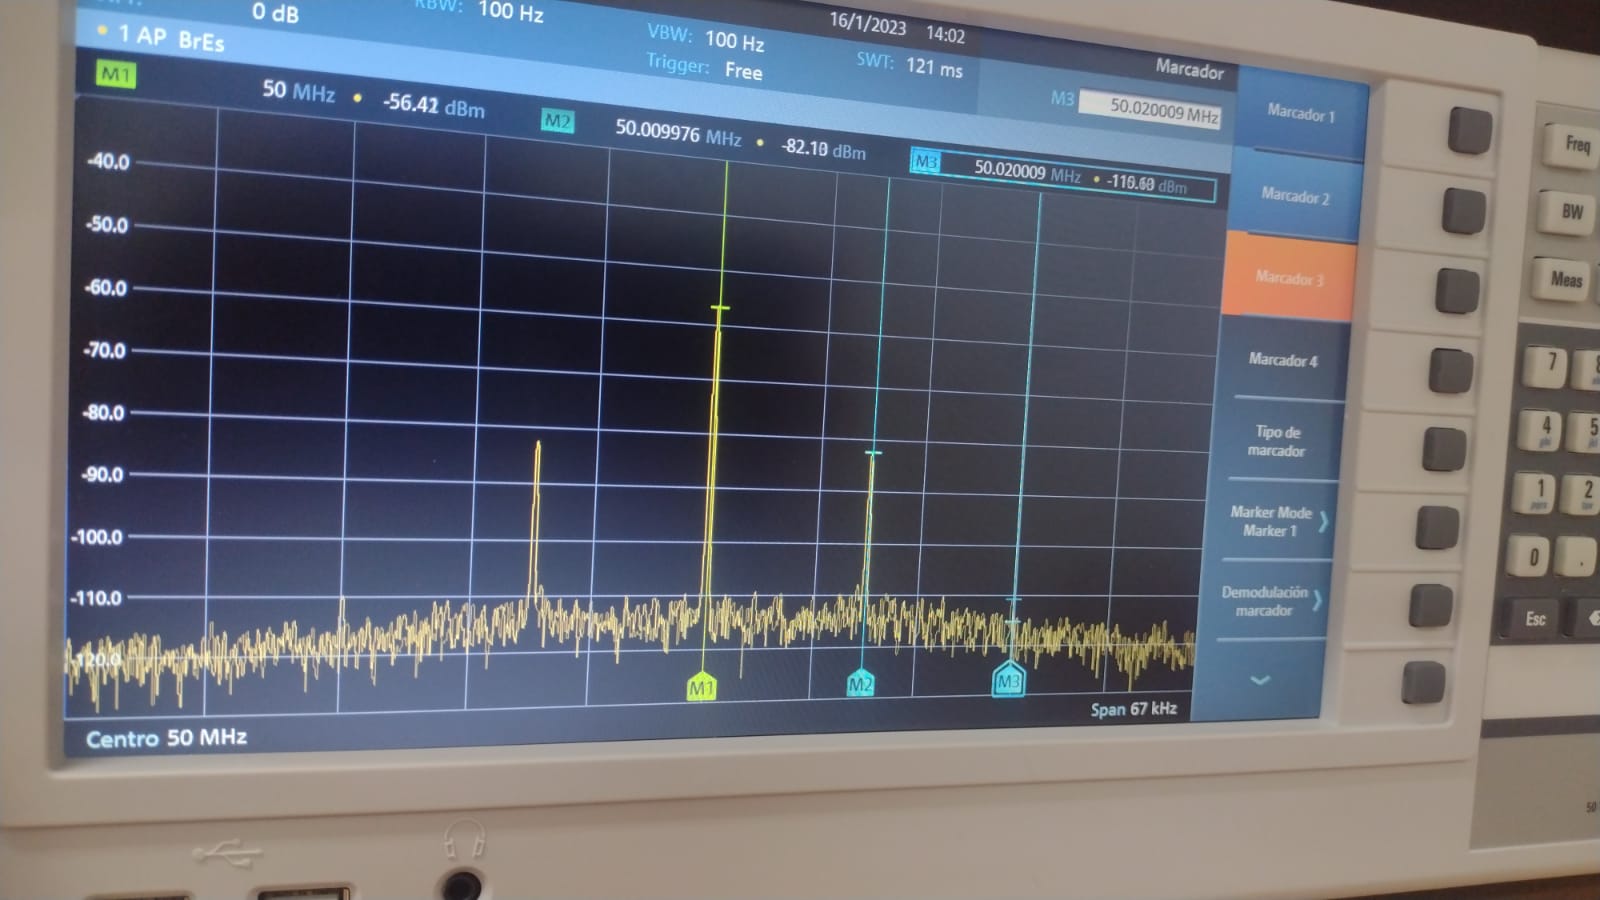 0 dB
RBW: 100 Hz
VBW: 100 Hz
16/1/2023 14:02
SWT: 121 ms
Trigger: Free
Marcador
1 AP BrEs
M3 50.020009 MHz
M1 50 MHz • dBm
M2 50.009976 MHz • dBm
M3 50.020009 MHz • dBm
-40.0
-50.0
-60.0
-70.0
-80.0
-90.0
-100.0
-110.0
-120.0
M1
M2
M3
Centro 50 MHz
Span 67 kHz
Marcador 1
Marcador 2
Marcador 3
Marcador 4
Tipo de
marcador
Marker Mode
Marker 1
Demodulación
marcador
Freq
BW
Meas
7
4
5
1
2
0
.
Esc
50